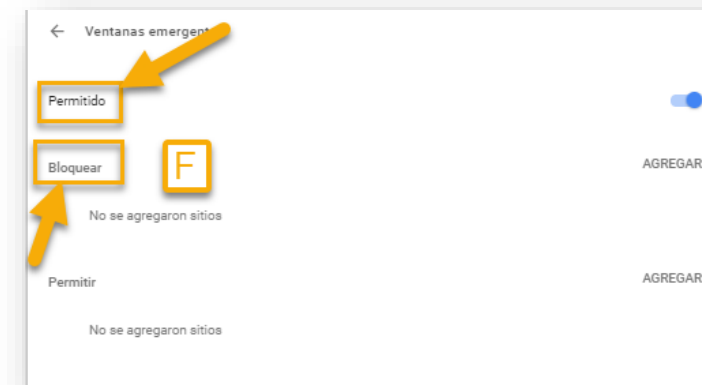 Ventanas emergent
Permitido
Bloquear
F
AGREGAR
No se agregaron sitios
Permitir
AGREGAR
No se agregaron sitios